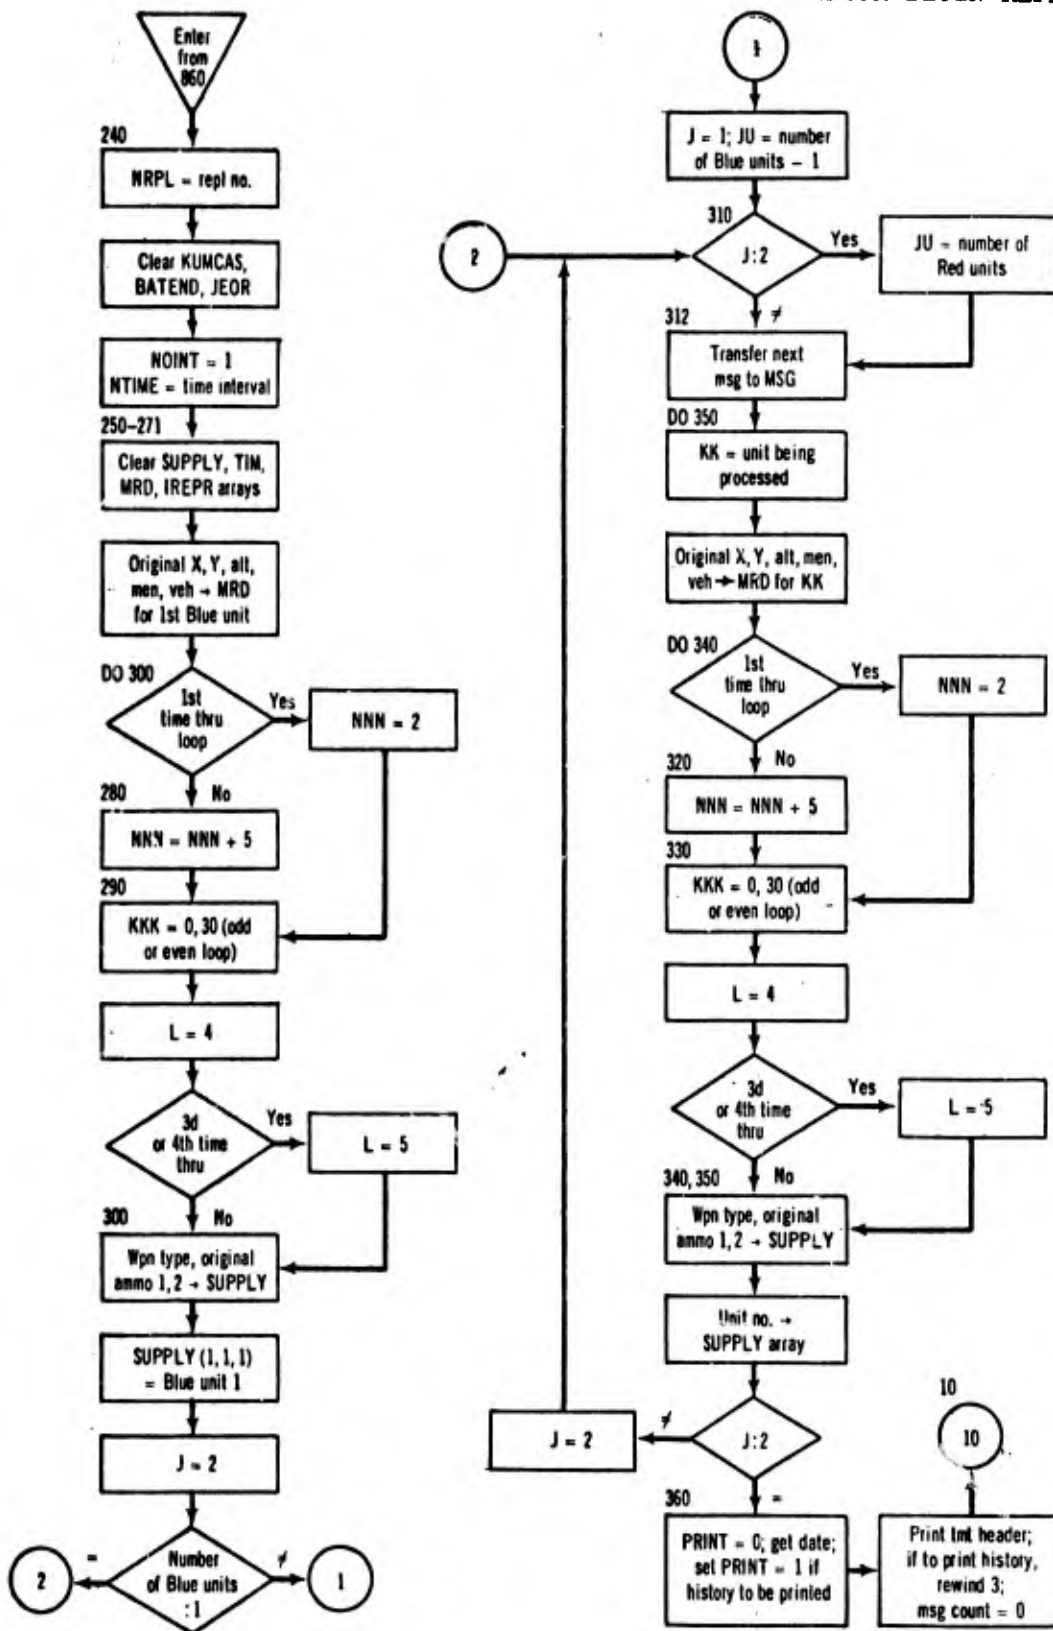 Enter
from
860
240
NRPL = repl no.
Clear KUMCAS,
BATEND, JEOR
NOINT = 1
NTIME = time interval
250-271
Clear SUPPLY, TIM,
MRD, IREPR arrays
Original X, Y, alt,
men, veh → MRD
for 1st Blue unit
DO 300
1st
time thru
loop
Yes
NNN = 2
No
280
NNN = NNN + 5
290
KKK = 0, 30 (odd
or even loop)
L = 4
3d
or 4th time
thru
Yes
L = 5
No
300
Wpn type, original
ammo 1, 2 → SUPPLY
SUPPLY (1, 1, 1)
= Blue unit 1
J = 2
Number
of Blue units
: 1
=
2
≠
1
1
J = 1; JU = number
of Blue units - 1
310
2
J : 2
Yes
JU = number of
Red units
≠
312
Transfer next
msg to MSG
DO 350
KK = unit being
processed
Original X, Y, alt, men,
veh → MRD for KK
DO 340
1st
time thru
loop
Yes
NNN = 2
No
320
NNN = NNN + 5
330
KKK = 0, 30 (odd
or even loop)
L = 4
3d
or 4th time
thru
Yes
L = 5
No
340, 350
Wpn type, original
ammo 1, 2 → SUPPLY
Unit no. →
SUPPLY array
J : 2
≠
J = 2
=
360
PRINT = 0; get date;
set PRINT = 1 if
history to be printed
Print tmt header;
if to print history,
rewind 3;
msg count = 0
10
10